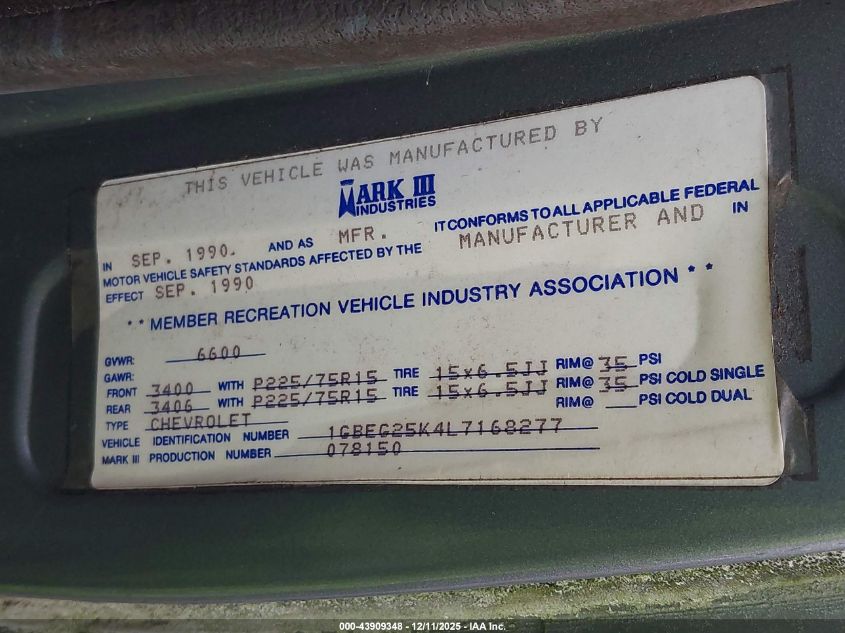 THIS VEHICLE WAS MANUFACTURED BY
MARK III
INDUSTRIES
IN SEP. 1990. AND AS MFR. IT CONFORMS TO ALL APPLICABLE FEDERAL
MOTOR VEHICLE SAFETY STANDARDS AFFECTED BY THE MANUFACTURER AND IN
EFFECT SEP. 1990
** MEMBER RECREATION VEHICLE INDUSTRY ASSOCIATION **
GVWR: 6600
GAWR:
FRONT 3400 WITH P225/75R15 TIRE 15x6.5JJ RIM@ 35 PSI
REAR 3406 WITH P225/75R15 TIRE 15x6.5JJ RIM@ 35 PSI COLD SINGLE
TYPE CHEVROLET RIM@ PSI COLD DUAL
VEHICLE IDENTIFICATION NUMBER 1GBEG25K4L7168277
MARK III PRODUCTION NUMBER 078150
000-43909348 - 12/11/2025 - IAA Inc.